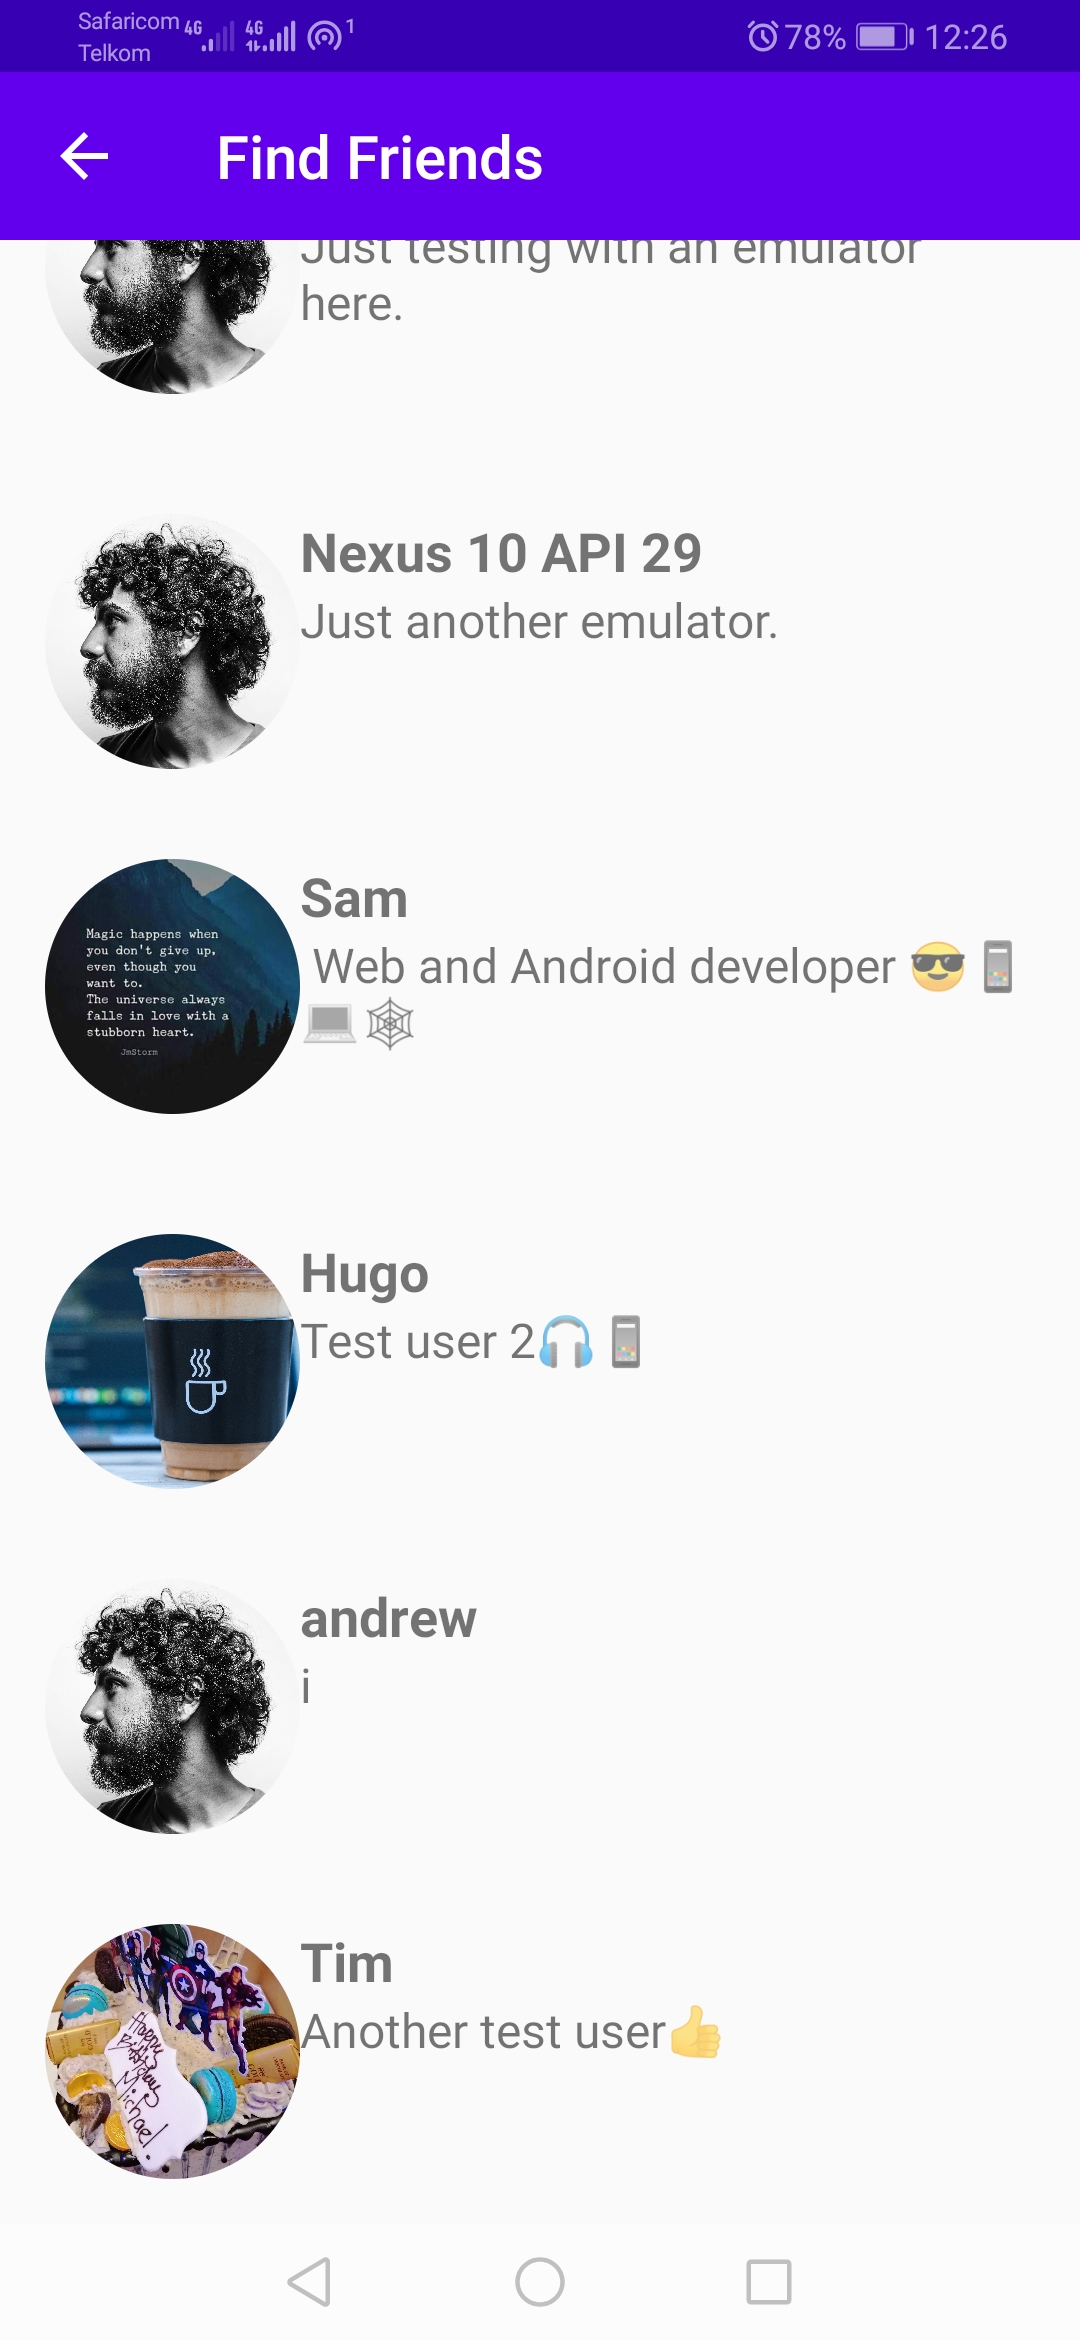 Safaricom 4G 4G 1 78% 12:26
Telkom
Find Friends
Just testing with an emulator
here.
Nexus 10 API 29
Just another emulator.
Sam
Web and Android developer 😎📱
💻🕸
Magic happens when
you don't give up,
even though you
want to.
The universe always
falls in love with a
stubborn heart.
JmStorm
Hugo
Test user 2🎧📱
andrew
i
Tim
Another test user👍
Happy
Birthday
Michael.